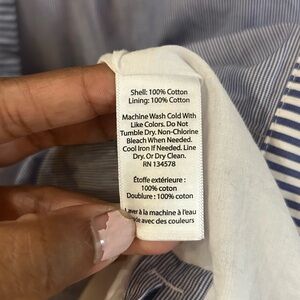 Shell: 100% Cotton
Lining: 100% Cotton
Machine Wash Cold With
Like Colors. Do Not
Tumble Dry. Non-Chlorine
Bleach When Needed.
Cool Iron If Needed. Line
Dry. Or Dry Clean.
RN 134578
Étoffe extérieure :
100% coton
Doublure : 100% coton
à la machine à l'eau
avec des couleurs